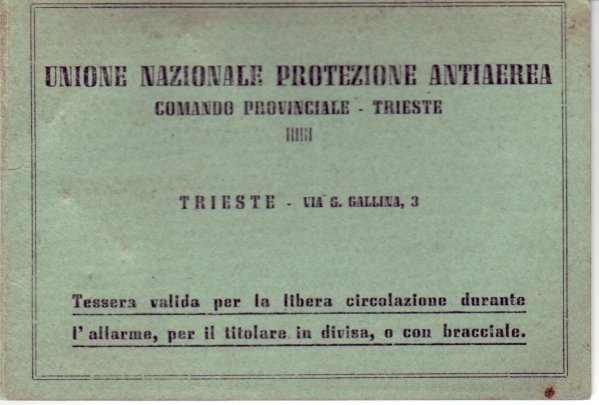 UNIONE NAZIONALE PROTEZIONE ANTIAEREA
COMANDO PROVINCIALE - TRIESTE
TRIESTE - VIA G. GALLINA, 3
Tessera valida per la libera circolazione durante
l'allarme, per il titolare in divisa, o con bracciale.